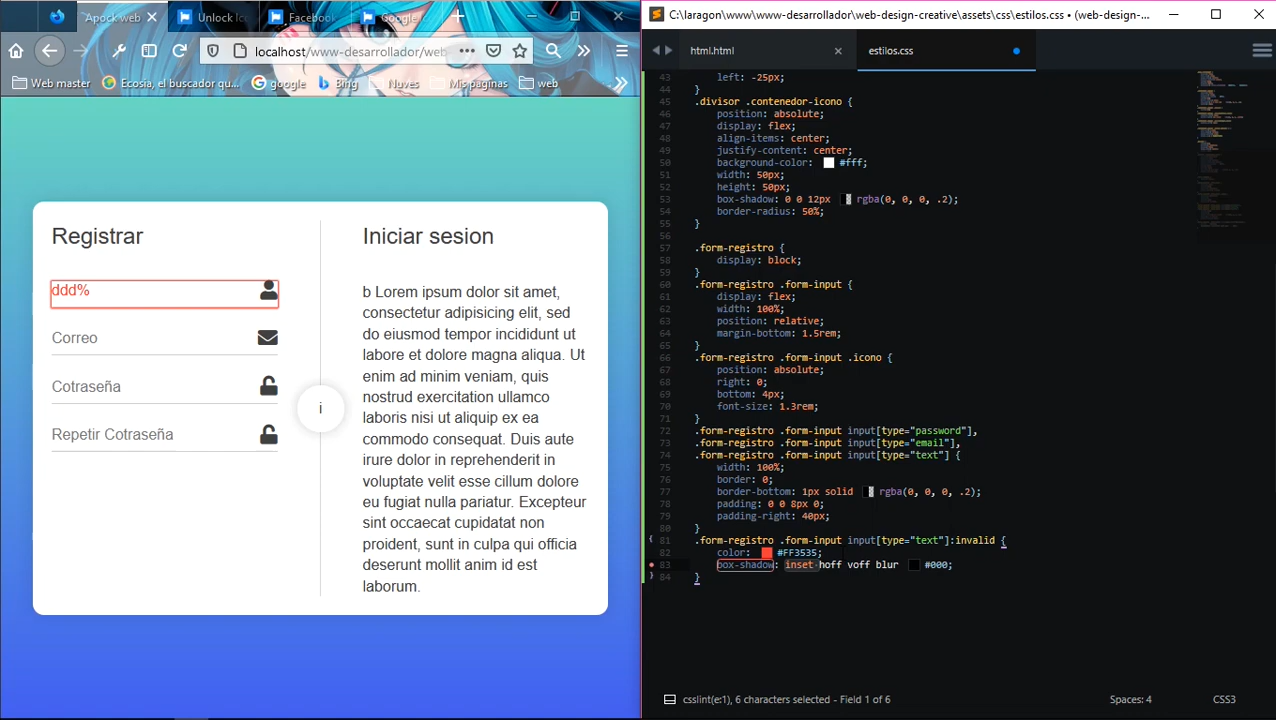 `Apock web
Unlock Ic
Facebook
Google
localhost/www-desarrollador/web
Web master
Ecosia, el buscador qu...
google
Bing
Nuves
Mis paginas
web
Registrar
ddd%
Correo
Cotraseña
Repetir Cotraseña
i
Iniciar sesion
b Lorem ipsum dolor sit amet,
consectetur adipisicing elit, sed
do eiusmod tempor incididunt ut
labore et dolore magna aliqua. Ut
enim ad minim veniam, quis
nostrud exercitation ullamco
laboris nisi ut aliquip ex ea
commodo consequat. Duis aute
irure dolor in reprehenderit in
voluptate velit esse cillum dolore
eu fugiat nulla pariatur. Excepteur
sint occaecat cupidatat non
proident, sunt in culpa qui officia
deserunt mollit anim id est
laborum.
C:\laragon\www\www-desarrollador\web-design-creative\assets\css\estilos.css • (web-design-...
html.html
estilos.css
43 left: -25px;
44 }
45 .divisor .contenedor-icono {
46 position: absolute;
47 display: flex;
48 align-items: center;
49 justify-content: center;
50 background-color: #fff;
51 width: 50px;
52 height: 50px;
53 box-shadow: 0 0 12px rgba(0, 0, 0, .2);
54 border-radius: 50%;
55 }
56
57 .form-registro {
58 display: block;
59 }
60 .form-registro .form-input {
61 display: flex;
62 width: 100%;
63 position: relative;
64 margin-bottom: 1.5rem;
65 }
66 .form-registro .form-input .icono {
67 position: absolute;
68 right: 0;
69 bottom: 4px;
70 font-size: 1.3rem;
71 }
72 .form-registro .form-input input[type="password"],
73 .form-registro .form-input input[type="email"],
74 .form-registro .form-input input[type="text"] {
75 width: 100%;
76 border: 0;
77 border-bottom: 1px solid rgba(0, 0, 0, .2);
78 padding: 0 0 8px 0;
79 padding-right: 40px;
80 }
81 .form-registro .form-input input[type="text"]:invalid {
82 color: #FF3535;
83 box-shadow: inset hoff voff blur #000;
84 }
csslint(e:1), 6 characters selected - Field 1 of 6
Spaces: 4
CSS3